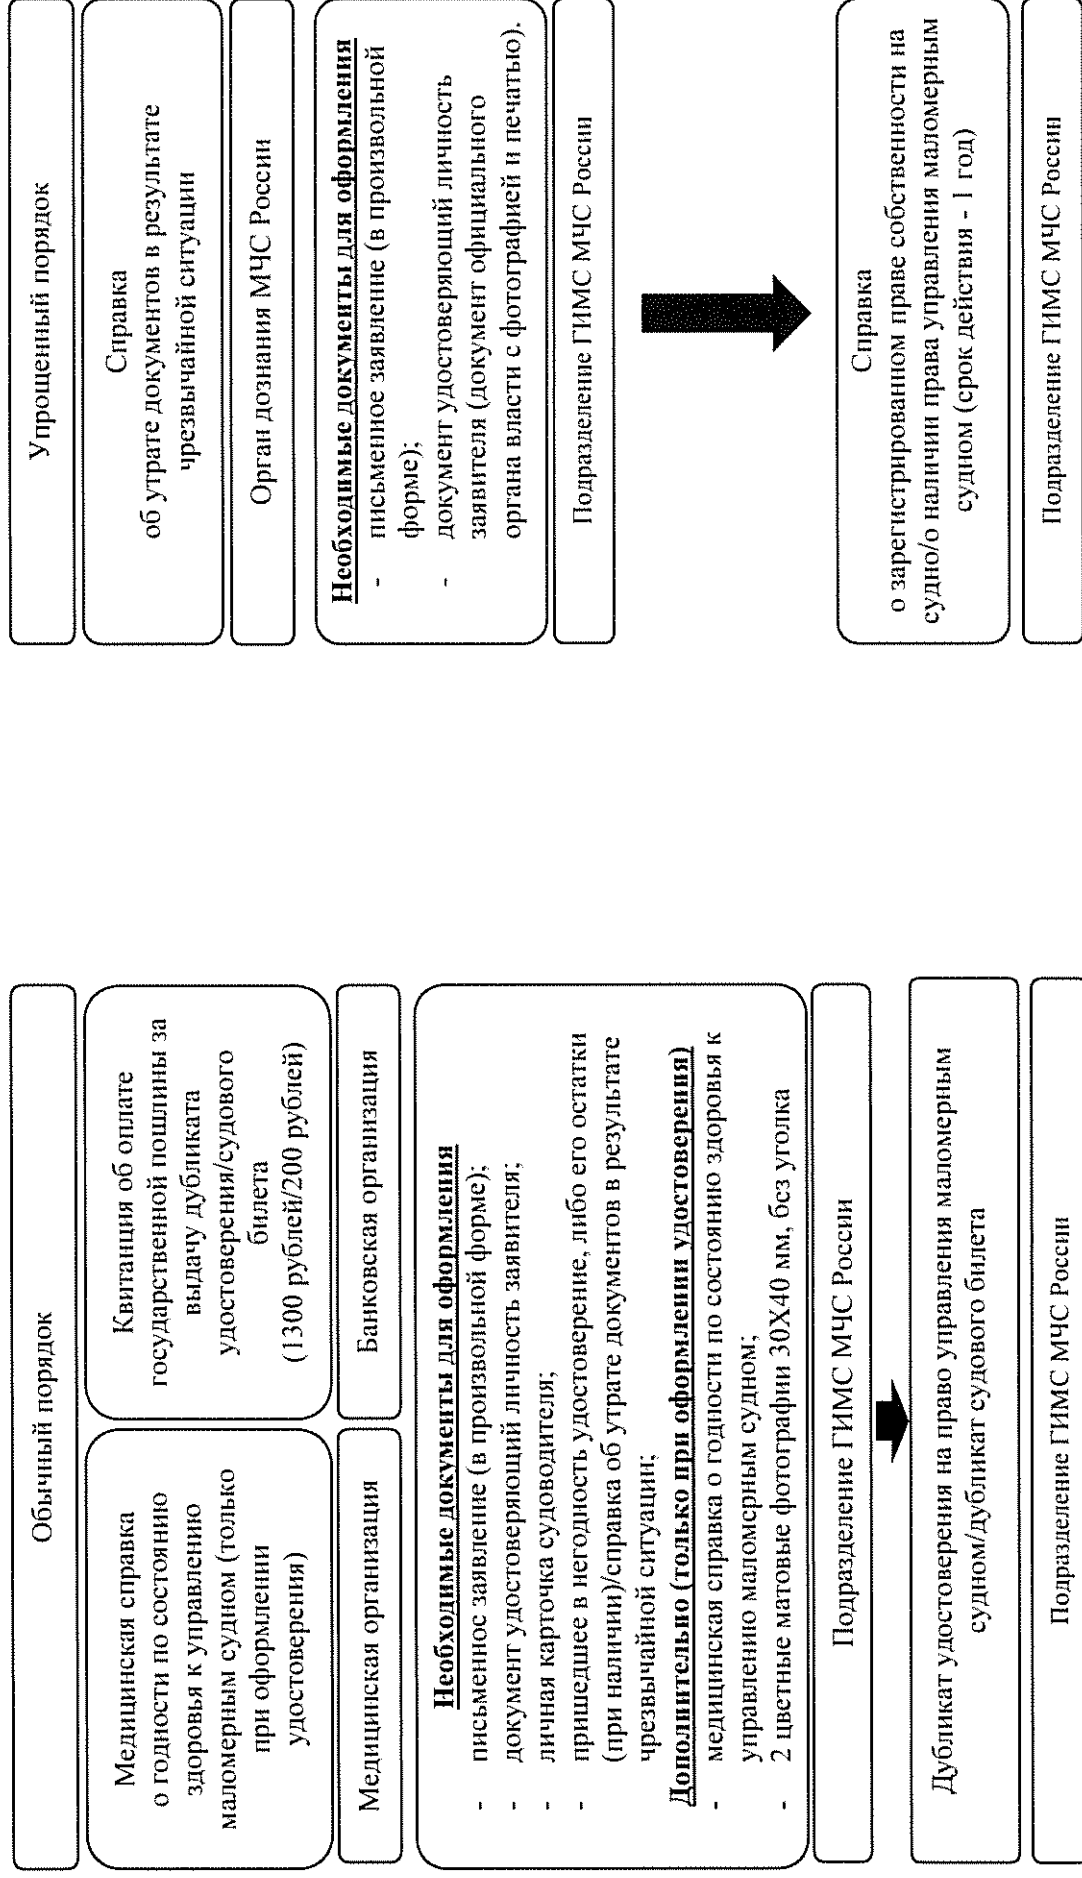 Обычный порядок
Медицинская справка
о годности по состоянию
здоровья к управлению
маломерным судном (только
при оформлении
удостоверения)
Медицинская организация
Квитанция об оплате
государственной пошлины за
выдачу дубликата
удостоверения/судового
билета
(1300 рублей/200 рублей)
Банковская организация
Необходимые документы для оформления
- письменное заявление (в произвольной форме);
- документ удостоверяющий личность заявителя;
- личная карточка судоводителя;
- пришедшее в негодность удостоверение, либо его остатки
(при наличии)/справка об утрате документов в результате
чрезвычайной ситуации;
Дополнительно (только при оформлении удостоверения)
- медицинская справка о годности по состоянию здоровья к
управлению маломерным судном;
- 2 цветные матовые фотографии 30Х40 мм, без уголка
Подразделение ГИМС МЧС России
Дубликат удостоверения на право управления маломерным
судном/дубликат судового билета
Подразделение ГИМС МЧС России
Упрощенный порядок
Справка
об утрате документов в результате
чрезвычайной ситуации
Орган дознания МЧС России
Необходимые документы для оформления
- письменное заявление (в произвольной
форме);
- документ удостоверяющий личность
заявителя (документ официального
органа власти с фотографией и печатью).
Подразделение ГИМС МЧС России
Справка
о зарегистрированном праве собственности на
судно/о наличии права управления маломерным
судном (срок действия - 1 год)
Подразделение ГИМС МЧС России